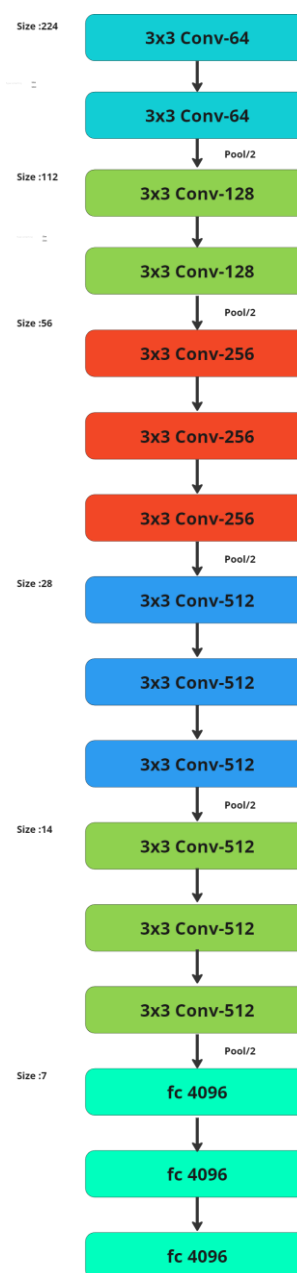 Size :224
3x3 Conv-64
3x3 Conv-64
Pool/2
Size :112
3x3 Conv-128
3x3 Conv-128
Pool/2
Size :56
3x3 Conv-256
3x3 Conv-256
3x3 Conv-256
Pool/2
Size :28
3x3 Conv-512
3x3 Conv-512
3x3 Conv-512
Pool/2
Size :14
3x3 Conv-512
3x3 Conv-512
3x3 Conv-512
Pool/2
Size :7
fc 4096
fc 4096
fc 4096